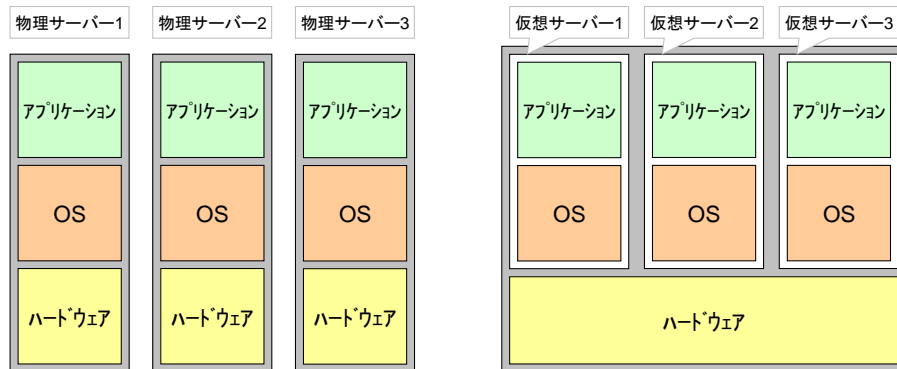 物理サーバー1
物理サーバー2
物理サーバー3
仮想サーバー1
仮想サーバー2
仮想サーバー3
アプリケーション
アプリケーション
アプリケーション
アプリケーション
アプリケーション
アプリケーション
OS
OS
OS
OS
OS
OS
ハードウェア
ハードウェア
ハードウェア
ハードウェア